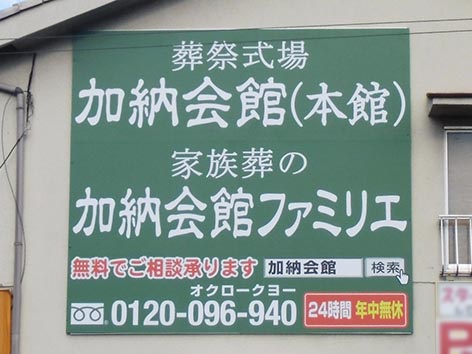 葬祭式場
加納会館(本館)
家族葬の
加納会館ファミリエ
無料でご相談承ります 加納会館 検索
オクロークヨー
0120-096-940 24時間 年中無休